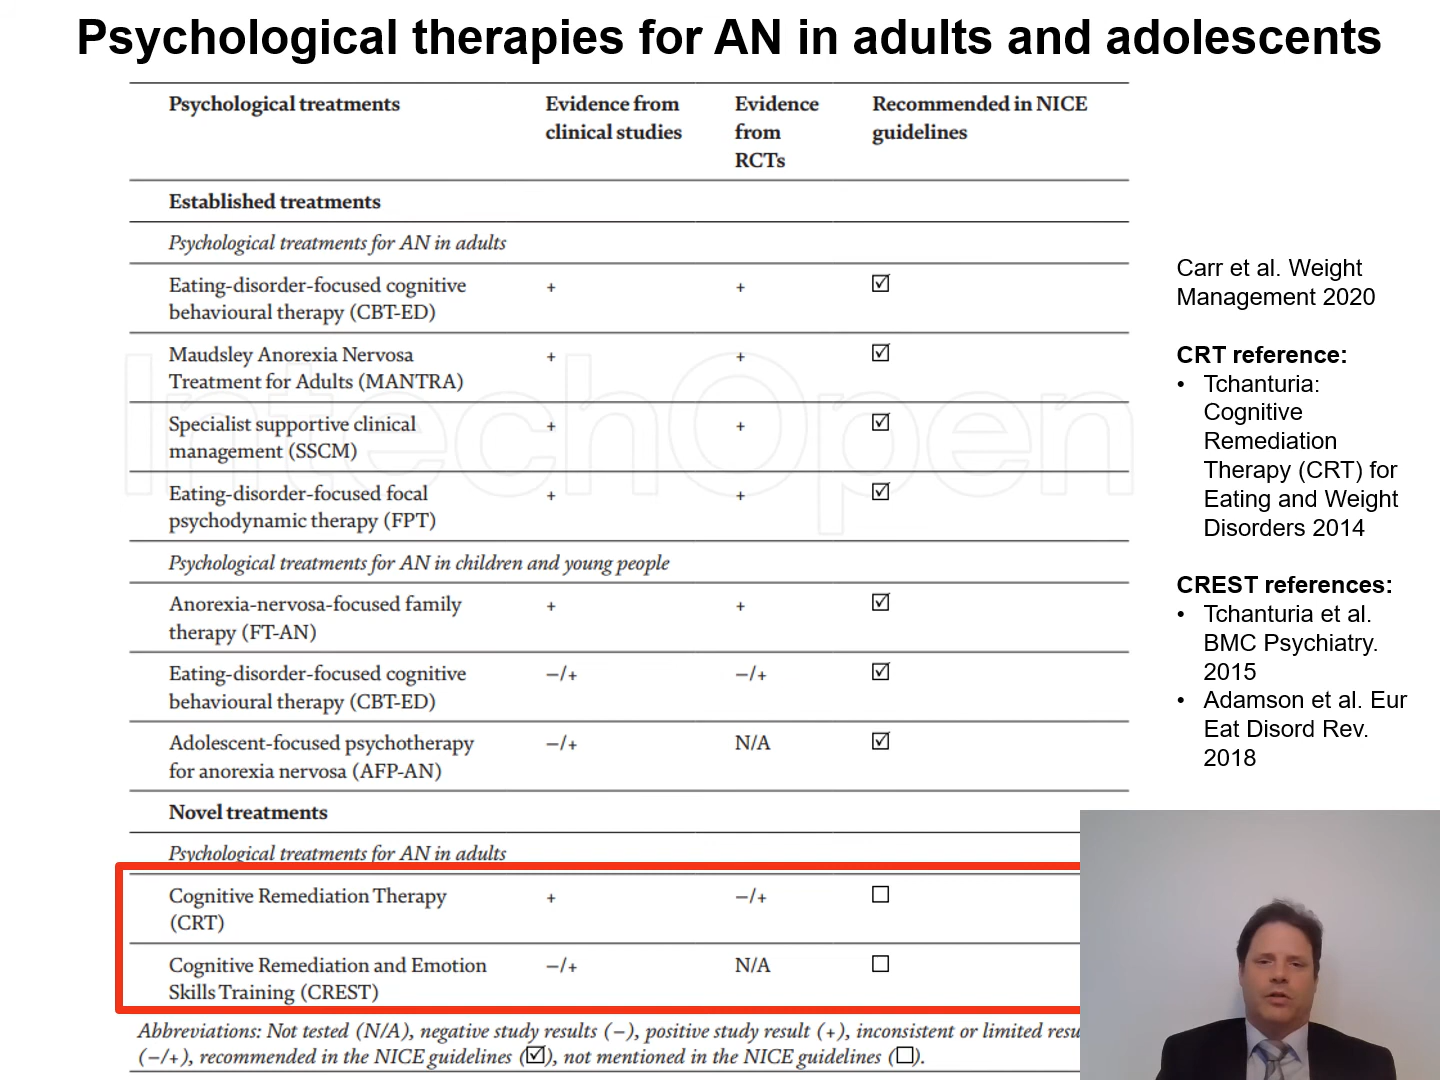 Psychological therapies for AN in adults and adolescents
Psychological treatments Evidence from clinical studies Evidence from RCTs Recommended in NICE guidelines
Established treatments
Psychological treatments for AN in adults
Eating-disorder-focused cognitive + + ☑
behavioural therapy (CBT-ED)
Maudsley Anorexia Nervosa + + ☑
Treatment for Adults (MANTRA)
Specialist supportive clinical + + ☑
management (SSCM)
Eating-disorder-focused focal + + ☑
psychodynamic therapy (FPT)
Psychological treatments for AN in children and young people
Anorexia-nervosa-focused family + + ☑
therapy (FT-AN)
Eating-disorder-focused cognitive −/+ −/+ ☑
behavioural therapy (CBT-ED)
Adolescent-focused psychotherapy −/+ N/A ☑
for anorexia nervosa (AFP-AN)
Novel treatments
Psychological treatments for AN in adults
Cognitive Remediation Therapy + −/+ ☐
(CRT)
Cognitive Remediation and Emotion −/+ N/A ☐
Skills Training (CREST)
Abbreviations: Not tested (N/A), negative study results (−), positive study result (+), inconsistent or limited
(−/+), recommended in the NICE guidelines (☑), not mentioned in the NICE guidelines (☐).
IntechOpen
Carr et al. Weight
Management 2020
CRT reference:
• Tchanturia:
Cognitive
Remediation
Therapy (CRT) for
Eating and Weight
Disorders 2014
CREST references:
• Tchanturia et al.
BMC Psychiatry.
2015
• Adamson et al. Eur
Eat Disord Rev.
2018